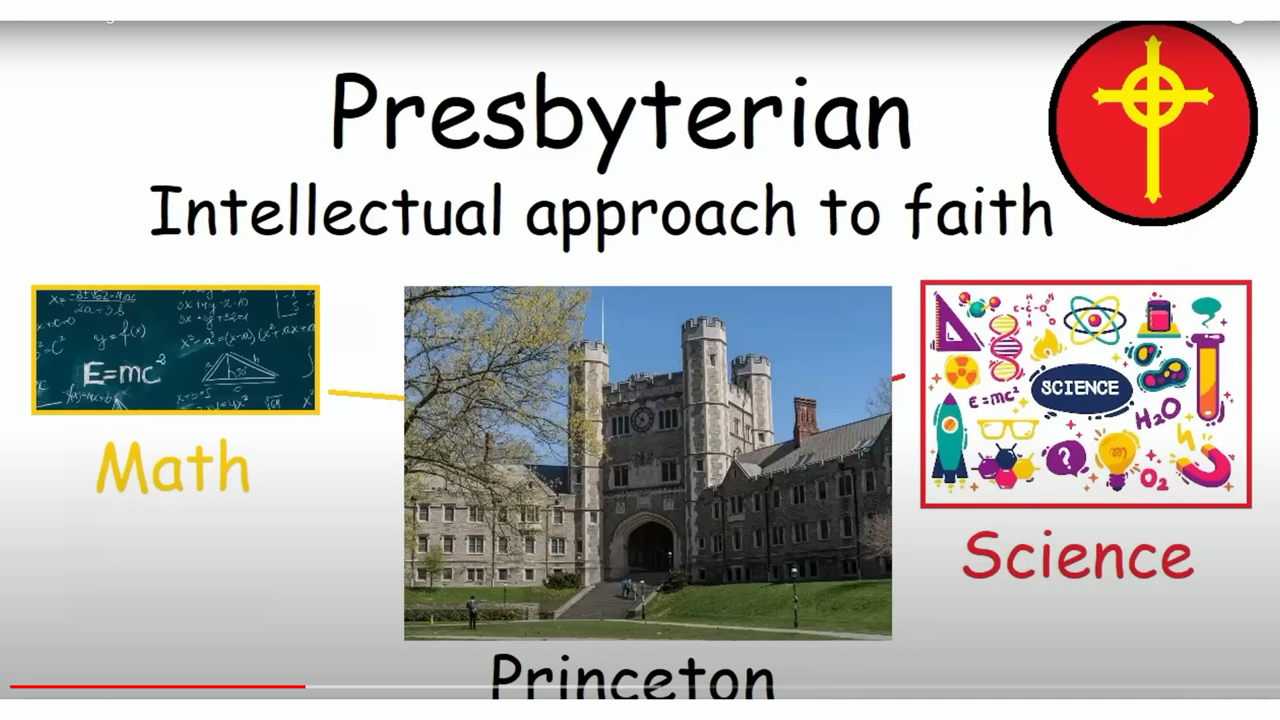 Presbyterian
Intellectual approach to faith
E=mc²
y=f(x)
Math
SCIENCE
E=mc²
H₂O
O₂
?
Science
Princeton